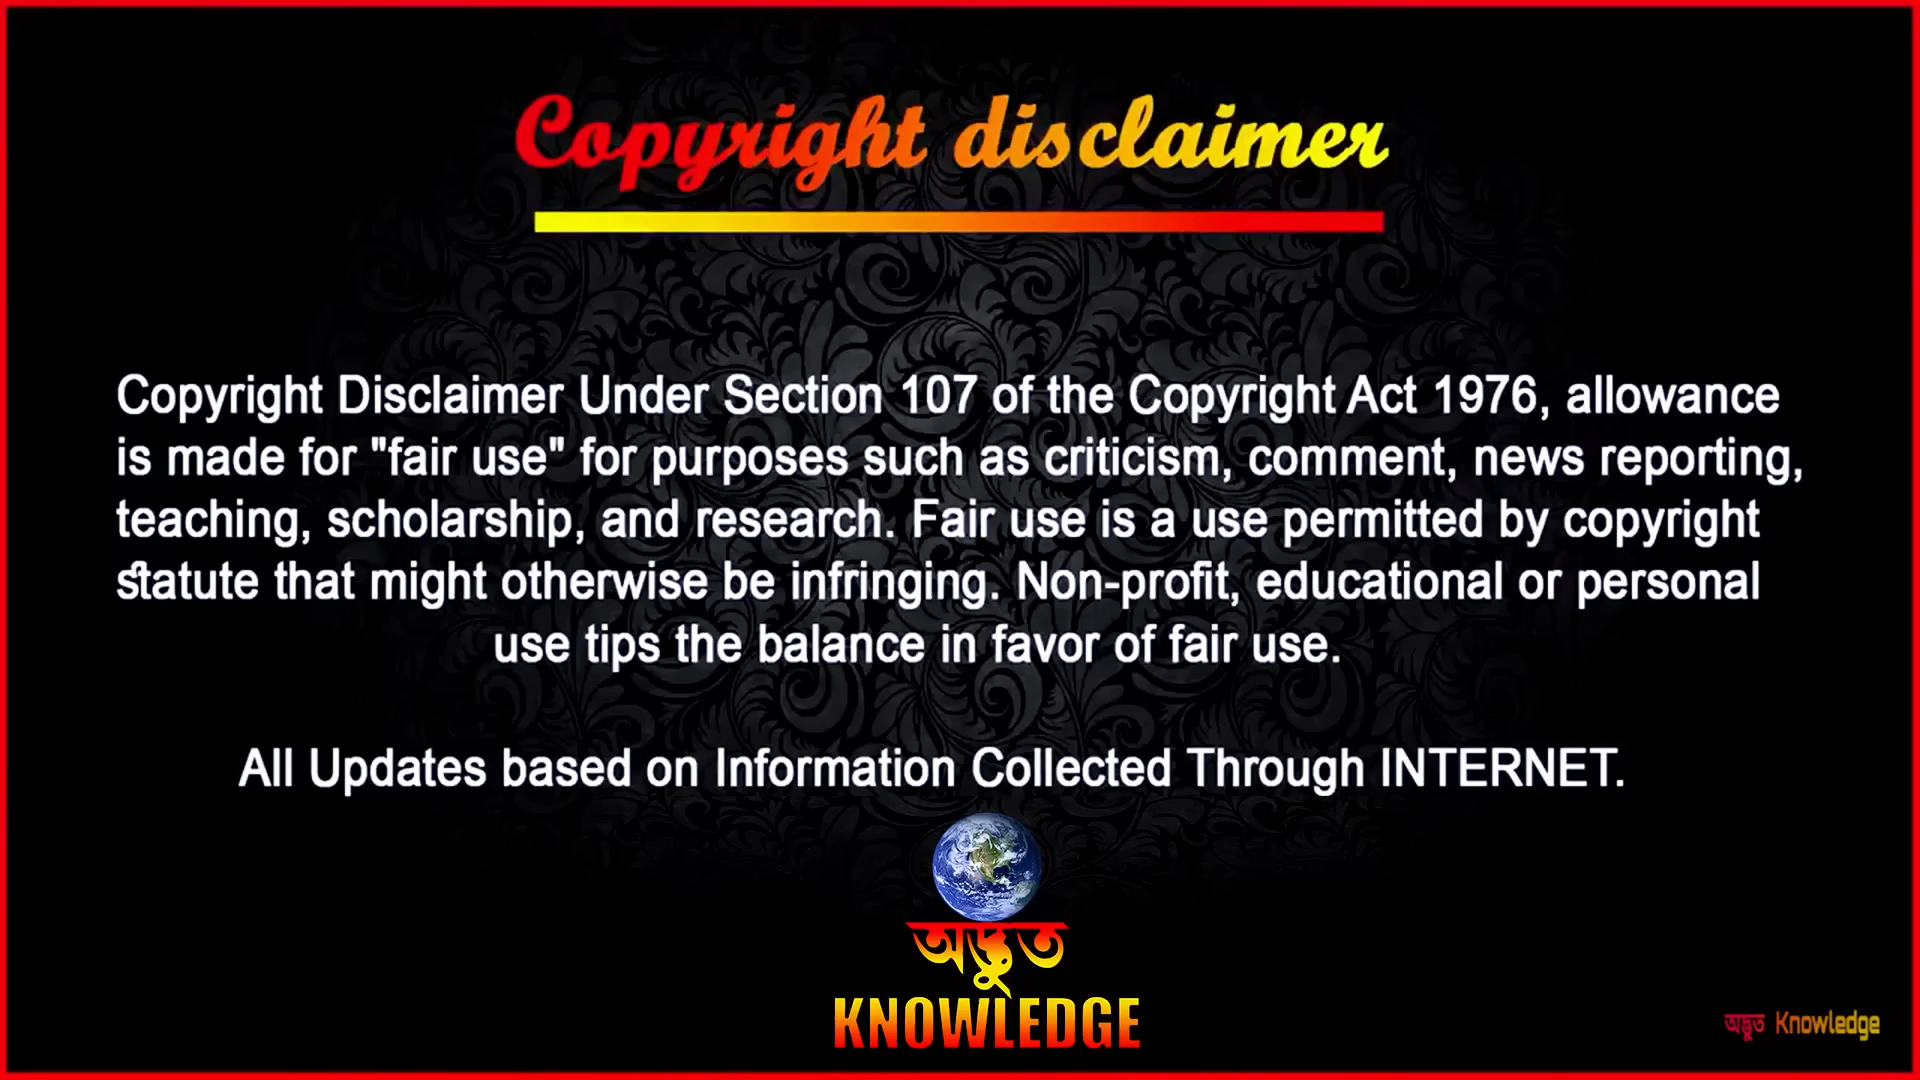 Copyright disclaimer
Copyright Disclaimer Under Section 107 of the Copyright Act 1976, allowance
is made for "fair use" for purposes such as criticism, comment, news reporting,
teaching, scholarship, and research. Fair use is a use permitted by copyright
statute that might otherwise be infringing. Non-profit, educational or personal
use tips the balance in favor of fair use.
All Updates based on Information Collected Through INTERNET.
অদ্ভুত
KNOWLEDGE
অদ্ভুত Knowledge